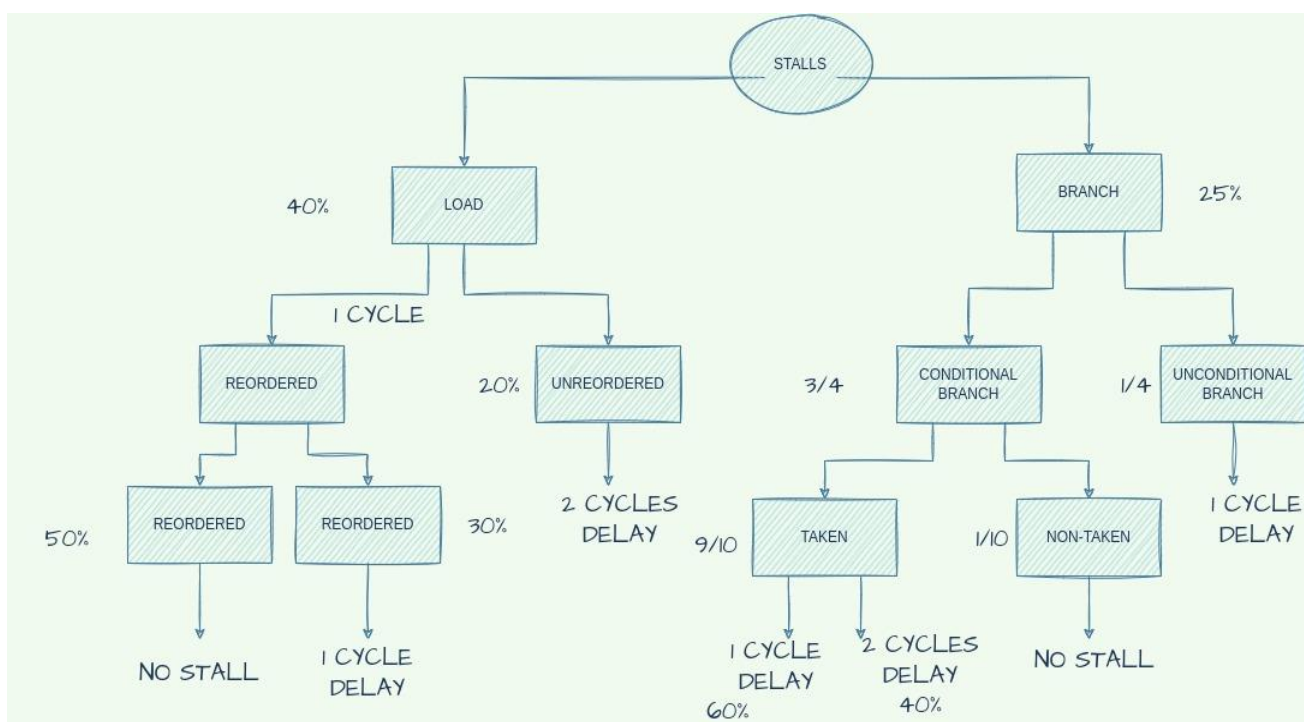 STALLS
40%
LOAD
BRANCH
25%
1 CYCLE
REORDERED
20%
UNREORDERED
3/4
CONDITIONAL
BRANCH
1/4
UNCONDITIONAL
BRANCH
50%
REORDERED
REORDERED
30%
2 CYCLES
DELAY
9/10
TAKEN
1/10
NON-TAKEN
1 CYCLE
DELAY
NO STALL
1 CYCLE
DELAY
1 CYCLE
DELAY
60%
2 CYCLES
DELAY
40%
NO STALL